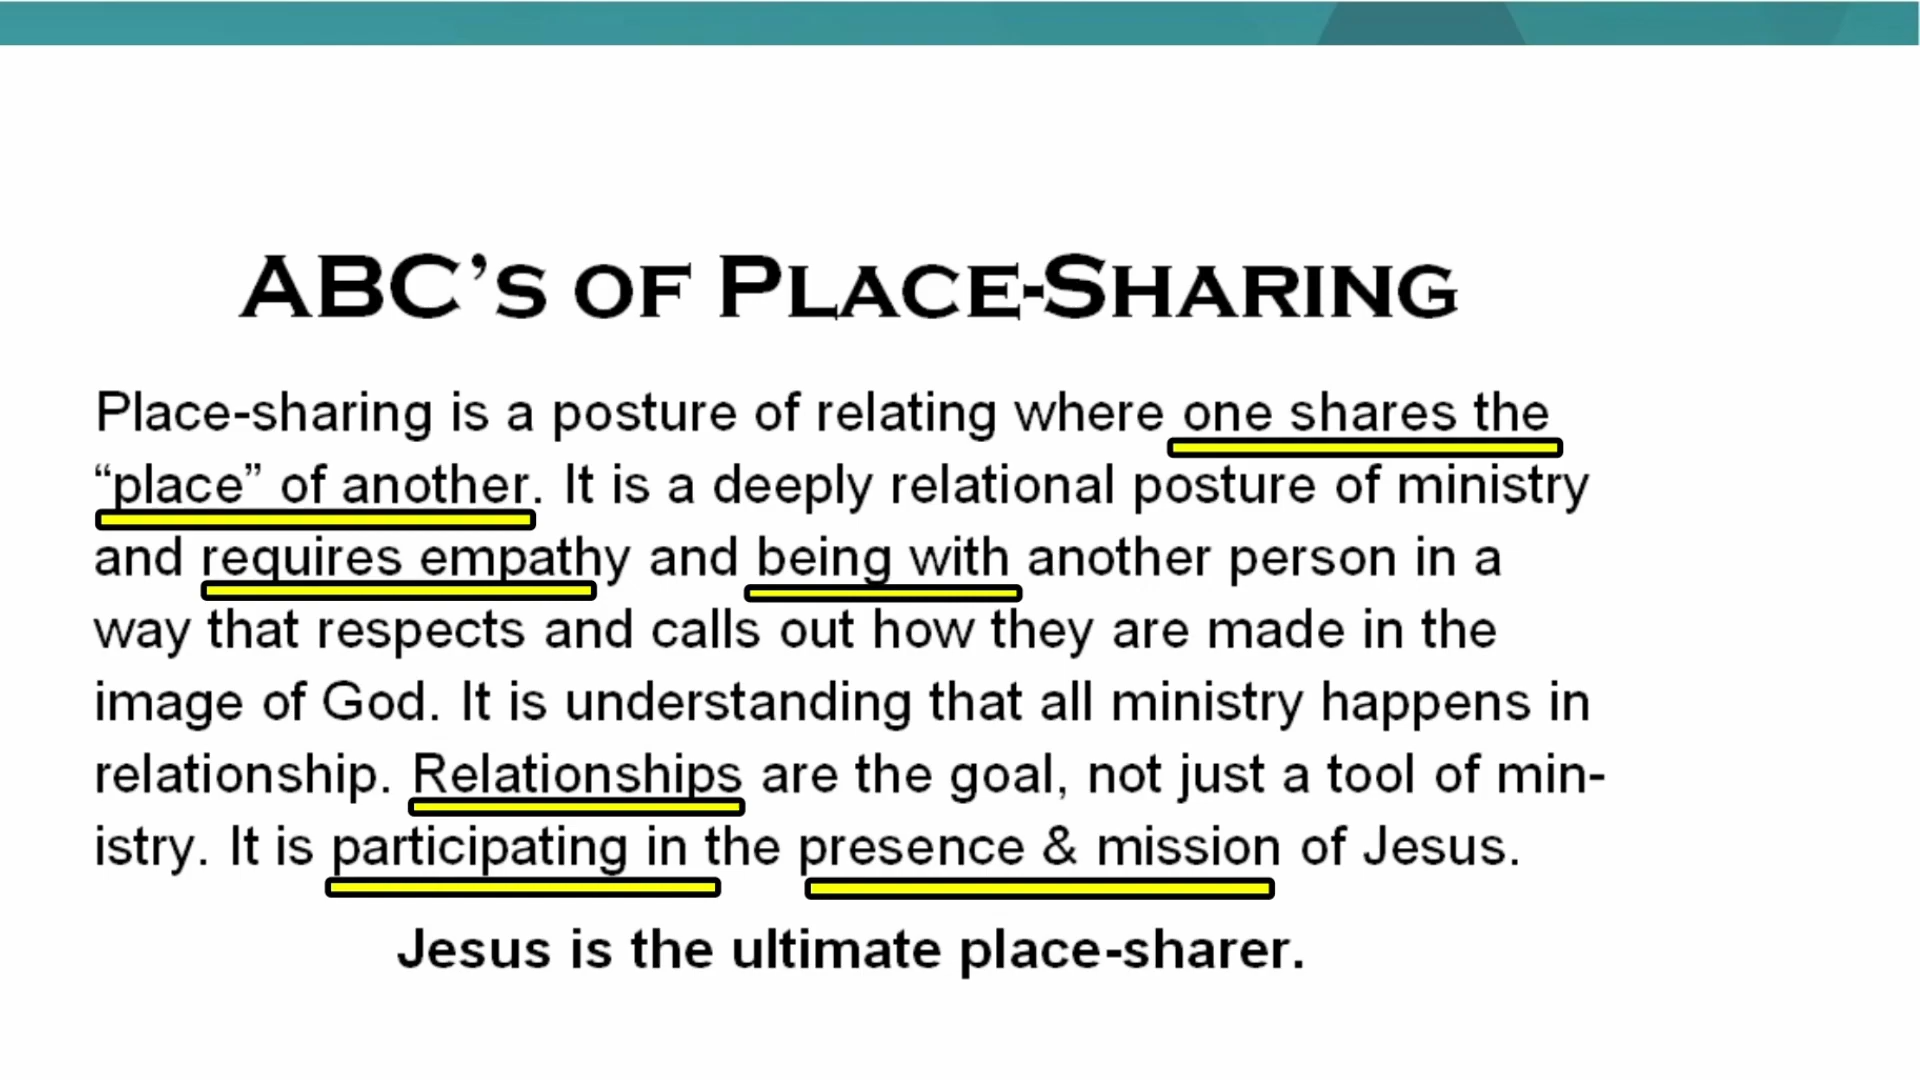 ABC’S OF PLACE-SHARING
Place-sharing is a posture of relating where one shares the
“place” of another. It is a deeply relational posture of ministry
and requires empathy and being with another person in a
way that respects and calls out how they are made in the
image of God. It is understanding that all ministry happens in
relationship. Relationships are the goal, not just a tool of min-
istry. It is participating in the presence & mission of Jesus.
Jesus is the ultimate place-sharer.